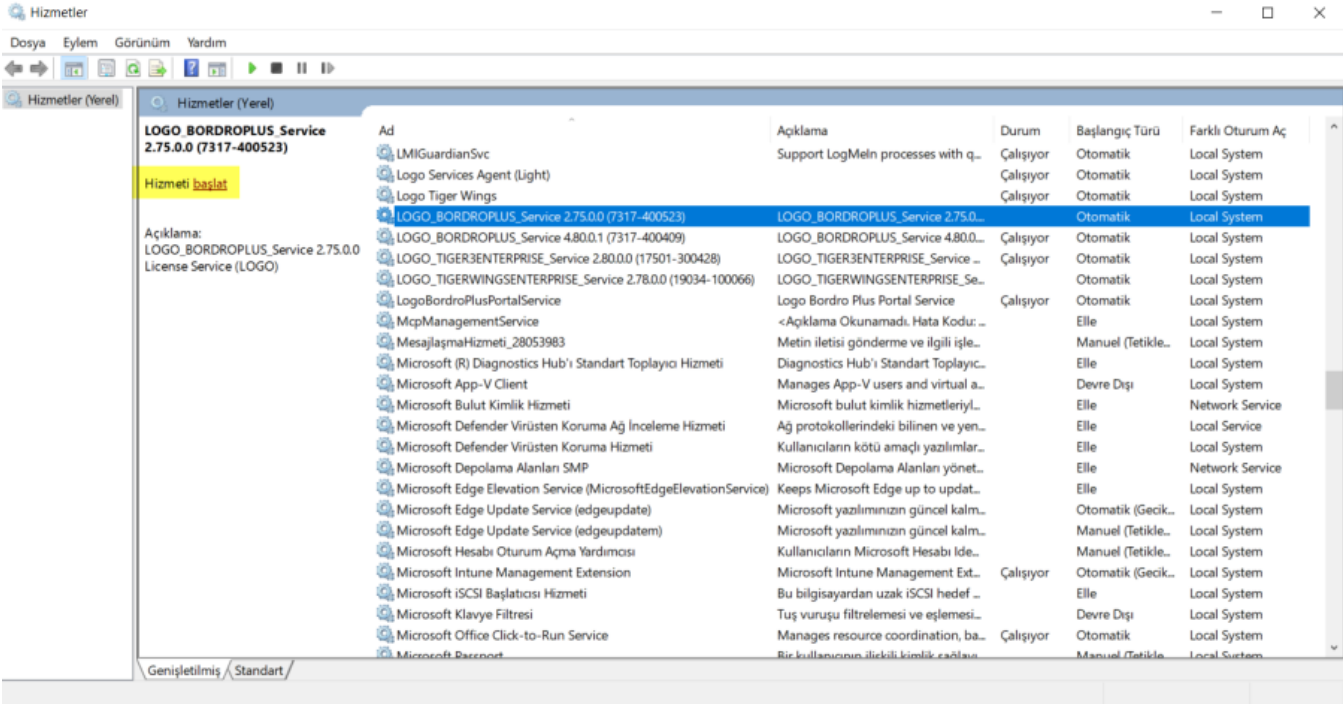 Hizmetler
Dosya Eylem Görünüm Yardım
Hizmetler (Yerel)
Hizmetler (Yerel)
LOGO_BORDROPLUS_Service
2.75.0.0 (7317-400523)
Hizmeti başlat
Açıklama:
LOGO_BORDROPLUS_Service 2.75.0.0
License Service (LOGO)
Ad Açıklama Durum Başlangıç Türü Farklı Oturum Aç
LMIGuardianSvc Support LogMeIn processes with q... Çalışıyor Otomatik Local System
Logo Services Agent (Light) Çalışıyor Otomatik Local System
Logo Tiger Wings Çalışıyor Otomatik Local System
LOGO_BORDROPLUS_Service 2.75.0.0 (7317-400523) LOGO_BORDROPLUS_Service 2.75.0... Otomatik Local System
LOGO_BORDROPLUS_Service 4.80.0.1 (7317-400409) LOGO_BORDROPLUS_Service 4.80.0... Çalışıyor Otomatik Local System
LOGO_TIGER3ENTERPRISE_Service 2.80.0.0 (17501-300428) LOGO_TIGER3ENTERPRISE_Service ... Çalışıyor Otomatik Local System
LOGO_TIGERWINGSENTERPRISE_Service 2.78.0.0 (19034-100066) LOGO_TIGERWINGSENTERPRISE_Se... Otomatik Local System
LogoBordroPlusPortalService Logo Bordro Plus Portal Service Çalışıyor Otomatik Local System
McpManagementService <Açıklama Okunamadı. Hata Kodu: ... Elle Local System
MesajlaşmaHizmeti_28053983 Metin iletisi gönderme ve ilgili işle... Manuel (Tetikle... Local System
Microsoft (R) Diagnostics Hub'ı Standart Toplayıcı Hizmeti Diagnostics Hub'ı Standart Toplayıc... Elle Local System
Microsoft App-V Client Manages App-V users and virtual a... Devre Dışı Local System
Microsoft Bulut Kimlik Hizmeti Microsoft bulut kimlik hizmetleriyl... Elle Network Service
Microsoft Defender Virüsten Koruma Ağ İnceleme Hizmeti Ağ protokollerindeki bilinen ve yen... Elle Local Service
Microsoft Defender Virüsten Koruma Hizmeti Kullanıcıların kötü amaçlı yazılımlar... Elle Local System
Microsoft Depolama Alanları SMP Microsoft Depolama Alanları yönet... Elle Network Service
Microsoft Edge Elevation Service (MicrosoftEdgeElevationService) Keeps Microsoft Edge up to updat... Elle Local System
Microsoft Edge Update Service (edgeupdate) Microsoft yazılımınızın güncel kalm... Otomatik (Gecik... Local System
Microsoft Edge Update Service (edgeupdatem) Microsoft yazılımınızın güncel kalm... Manuel (Tetikle... Local System
Microsoft Hesabı Oturum Açma Yardımcısı Kullanıcıların Microsoft Hesabı Ide... Manuel (Tetikle... Local System
Microsoft Intune Management Extension Microsoft Intune Management Ext... Çalışıyor Otomatik (Gecik... Local System
Microsoft iSCSI Başlatıcısı Hizmeti Bu bilgisayardan uzak iSCSI hedef ... Elle Local System
Microsoft Klavye Filtresi Tuş vuruşu filtrelemesi ve eşlemesi... Devre Dışı Local System
Microsoft Office Click-to-Run Service Manages resource coordination, ba... Çalışıyor Otomatik Local System
Microsoft Passport Bir kullanıcının ilişkili kimlik sağlayı... Manuel (Tetikle... Local System
Genişletilmiş Standart